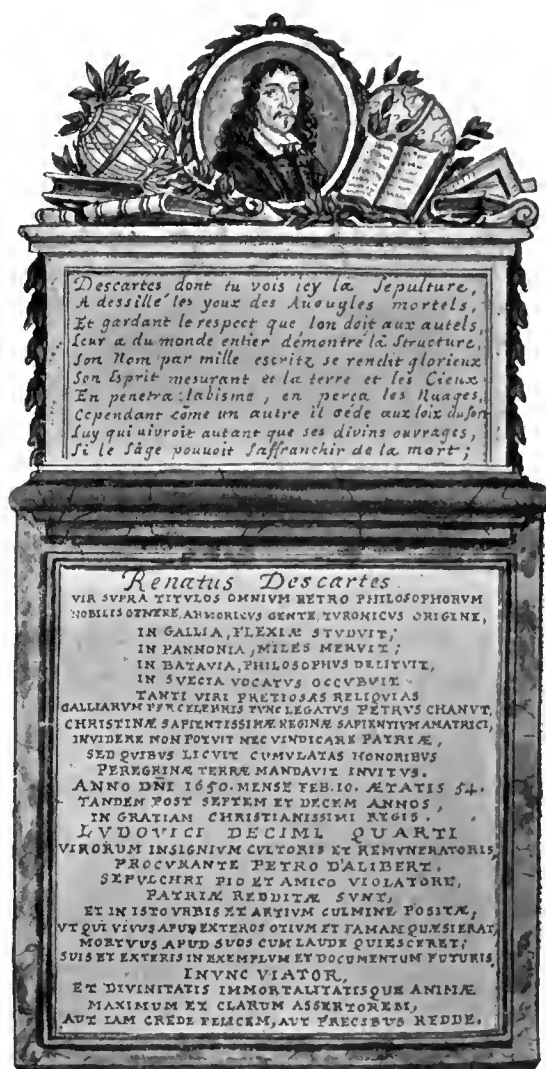 Descartes dont tu vois icy la Sepulture,
A dessillé les yeux des Aueugles mortels,
Et gardant le respect que lon doit aux autels,
Leur a du monde entier démontré la Structure.
Son Nom par mille escritz se rendit glorieux
Son Esprit mesurant et la terre et les Cieux
En penetra labisme, en perça les Nuages,
Cependant cõme un autre il céde aux loix du sort
Luy qui uivroit autant que ses divins ouvrages,
Si le Sâge pouuoit Saffranchir de la mort;
Renatus Descartes
VIR SVPRA TITVLOS OMNIVM RETRO PHILOSOPHORVM
NOBILIS GENERE, ARMORICVS GENTE, TVRONICVS ORIGINE,
IN GALLIA, FLEXIÆ STVDVIT;
IN PANNONIA, MILES MERVIT;
IN BATAVIA, PHILOSOPHVS DELITVIT,
IN SVECIA VOCATVS OCCVBVIT.
TANTI VIRI PRETIOSAS RELIQVIAS
GALLIARVM PERCELEBRIS TVNC LEGATVS PETRVS CHANVT,
CHRISTINÆ SAPIENTISSIMÆ REGINÆ SAPIENTIVM AMATRICI,
INVIDERE NON POTVIT NEC VINDICARE PATRIÆ,
SED QVIBVS LICVIT CVMVLATAS HONORIBVS
PEREGRINÆ TERRÆ MANDAVIT INVITVS.
ANNO DÑI 1650. MENSE FEB. 10. ÆTATIS 54.
TANDEM POST SEPTEM ET DECEM ANNOS,
IN GRATIAM CHRISTIANISSIMI REGIS.
LVDOVICI DECIMI QVARTI
VIRORVM INSIGNIVM CVLTORIS ET REMVNERATORIS,
PROCVRANTE PETRO D'ALIBERT,
SEPVLCHRI PIO ET AMICO VIOLATORE,
PATRIÆ REDDITÆ SVNT,
ET IN ISTO VRBIS ET ARTIVM CVLMINE POSITÆ;
VT QVI VIVVS APVD EXTEROS OTIVM ET FAMAM QVÆSIERAT,
MORTVVS APVD SVOS CVM LAVDE QVIESCERET;
SVIS ET EXTERIS IN EXEMPLVM ET DOCVMENTVM FVTVRIS.
I NVNC VIATOR,
ET DIVINITATIS IMMORTALITATISQVE ANIMÆ
MAXIMVM ET CLARVM ASSERTOREM,
AVT IAM CREDE FELICEM, AVT PRECIBVS REDDE.